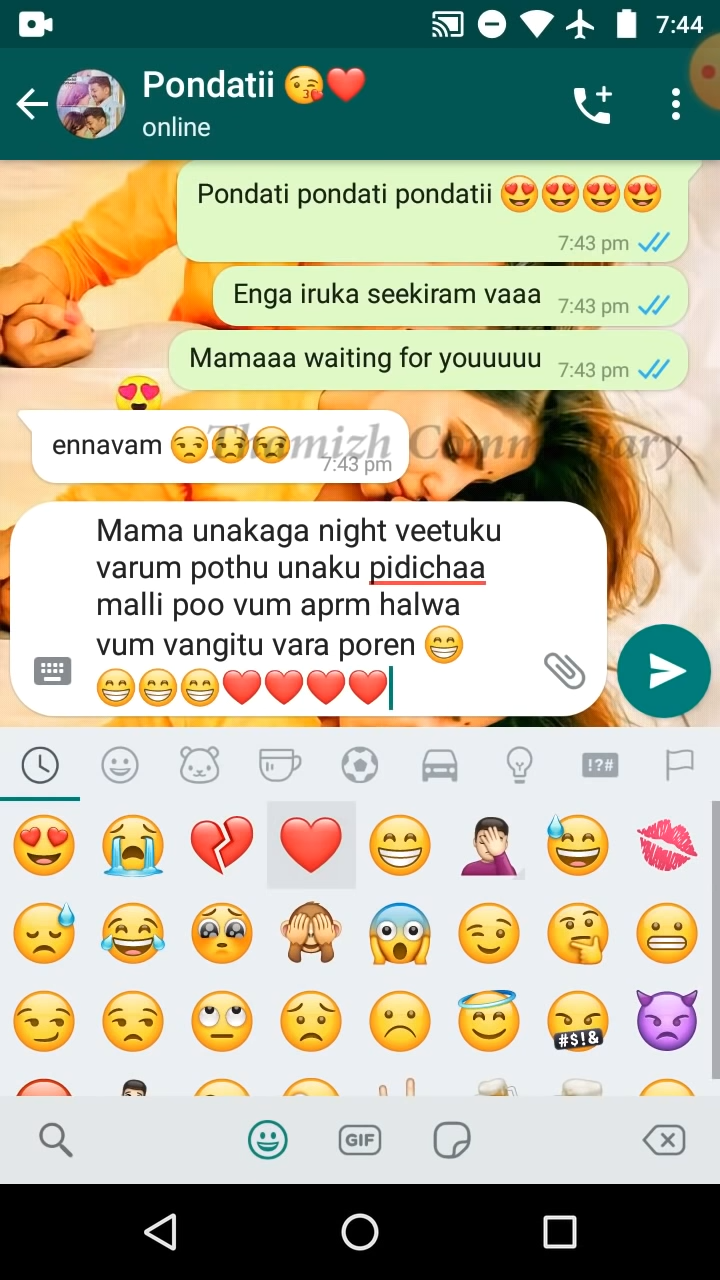 7:44
Pondatii 😘❤️
online
Pondati pondati pondatii 😍😍😍😍
7:43 pm
Enga iruka seekiram vaaa 7:43 pm
Mamaaa waiting for youuuuu 7:43 pm
ennavam 😒😒😒
7:43 pm
Thamizh Commentary
Mama unakaga night veetuku
varum pothu unaku pidichaa
malli poo vum aprm halwa
vum vangitu vara poren 😁
😁😁😁❤️❤️❤️❤️
!?#
#$!&
GIF